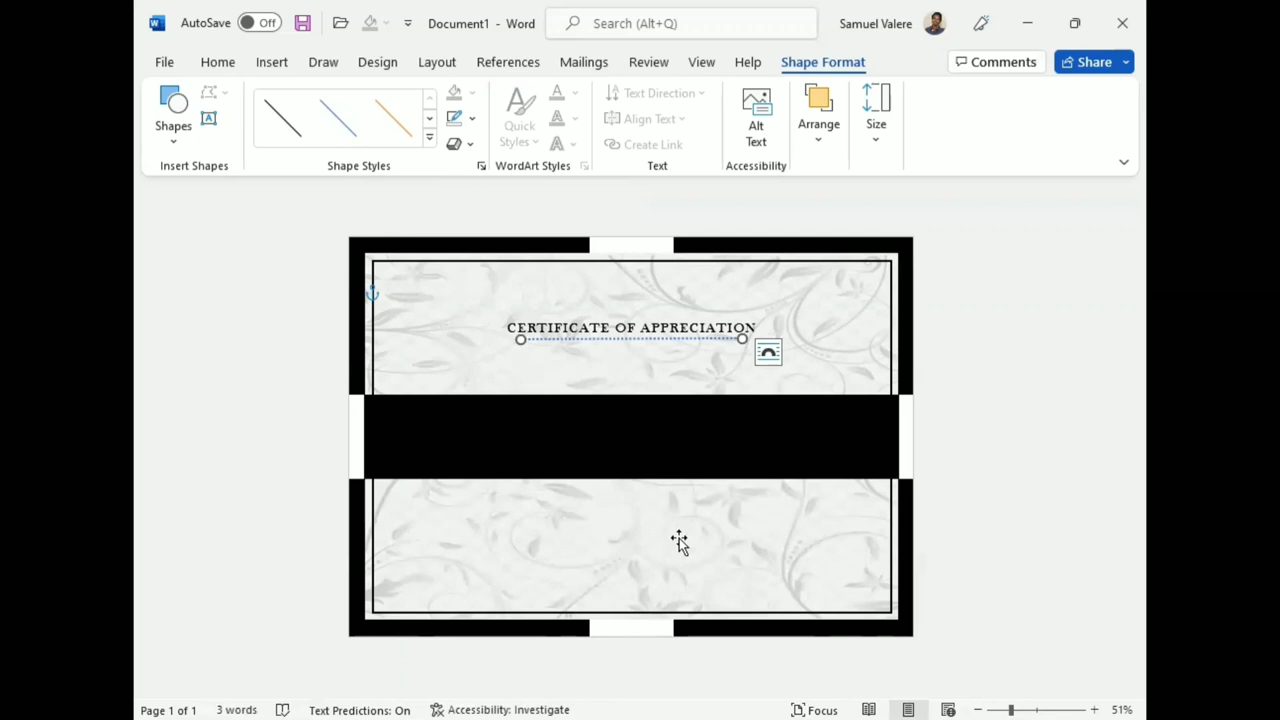 AutoSave Off Document1 - Word Search (Alt+Q) Samuel Valere
File Home Insert Draw Design Layout References Mailings Review View Help Shape Format Comments Share
Shapes
Insert Shapes
Shape Styles
Quick
Styles
WordArt Styles
Text Direction
Align Text
Create Link
Text
Alt
Text
Accessibility
Arrange
Size
CERTIFICATE OF APPRECIATION
Page 1 of 1 3 words Text Predictions: On Accessibility: Investigate Focus 51%